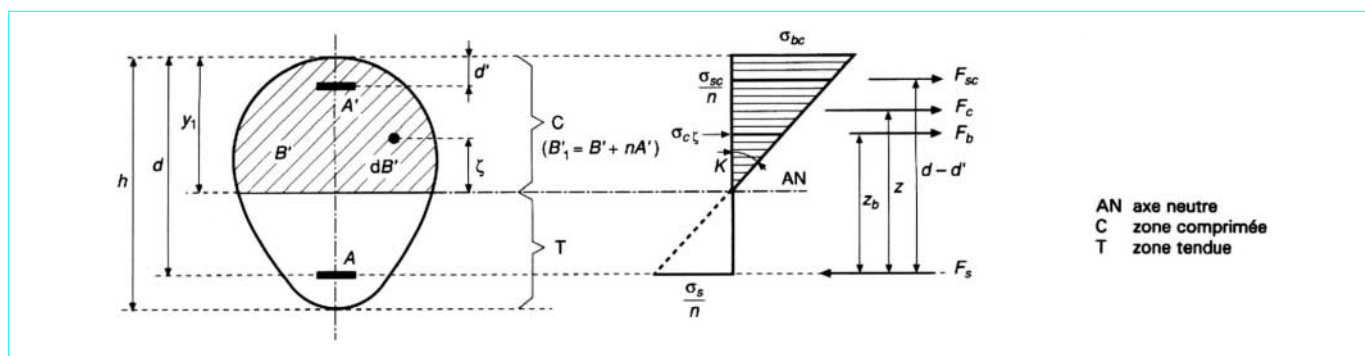 h
d
y₁
B'
A'
dB'
A
d'
ζ
C
(B'₁ = B' + nA')
T
σbc
σsc/n
σcζ
K
AN
σs/n
Fsc
Fc
Fb
Fs
zb
z
d – d'
AN axe neutre
C zone comprimée
T zone tendue